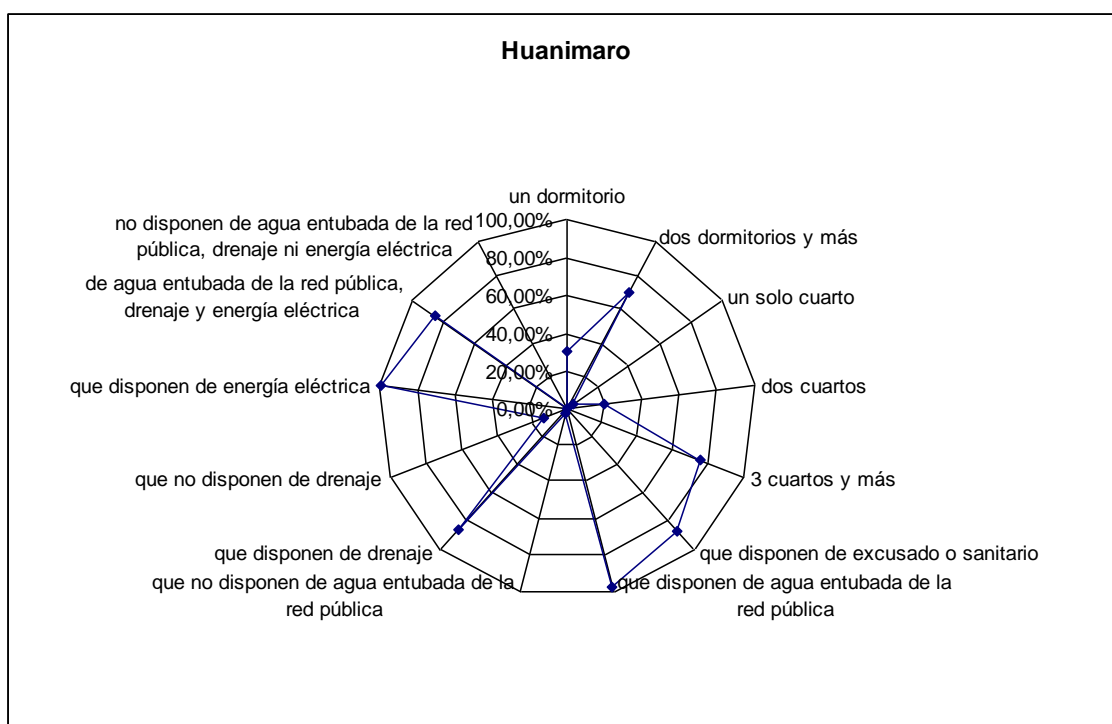 Huanimaro
un dormitorio
100,00%
80,00%
60,00%
40,00%
20,00%
0,00%
dos dormitorios y más
un solo cuarto
dos cuartos
3 cuartos y más
que disponen de excusado o sanitario
que disponen de agua entubada de la
red pública
que no disponen de agua entubada de la
red pública
que disponen de drenaje
que no disponen de drenaje
que disponen de energía eléctrica
de agua entubada de la red pública,
drenaje y energía eléctrica
no disponen de agua entubada de la red
pública, drenaje ni energía eléctrica